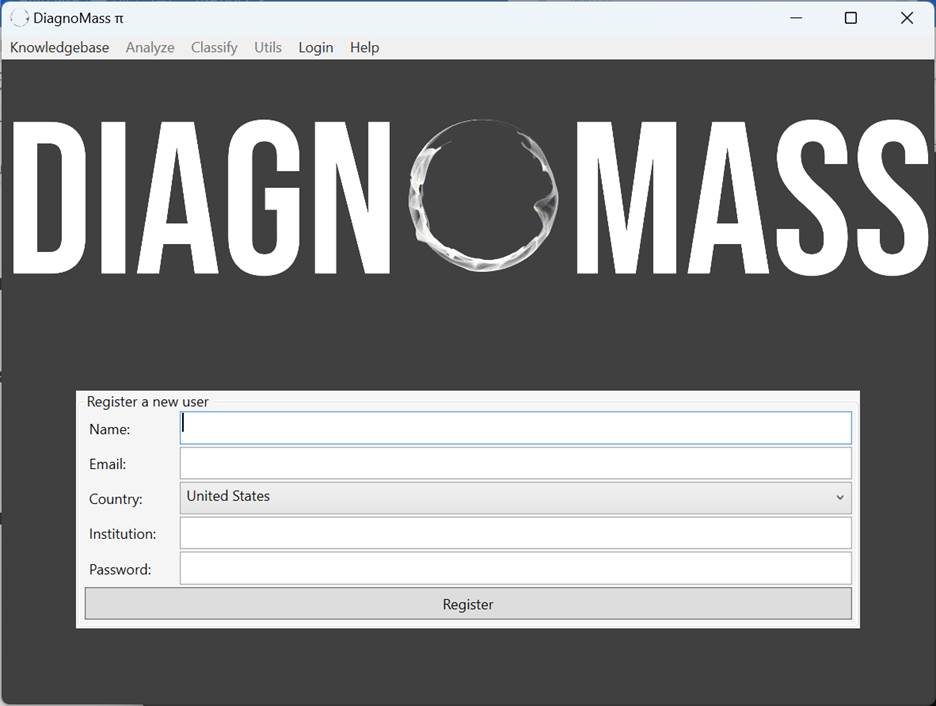 DiagnoMass π
Knowledgebase Analyze Classify Utils Login Help
DIAGNOMASS
Register a new user
Name:
Email:
Country: United States
Institution:
Password:
Register